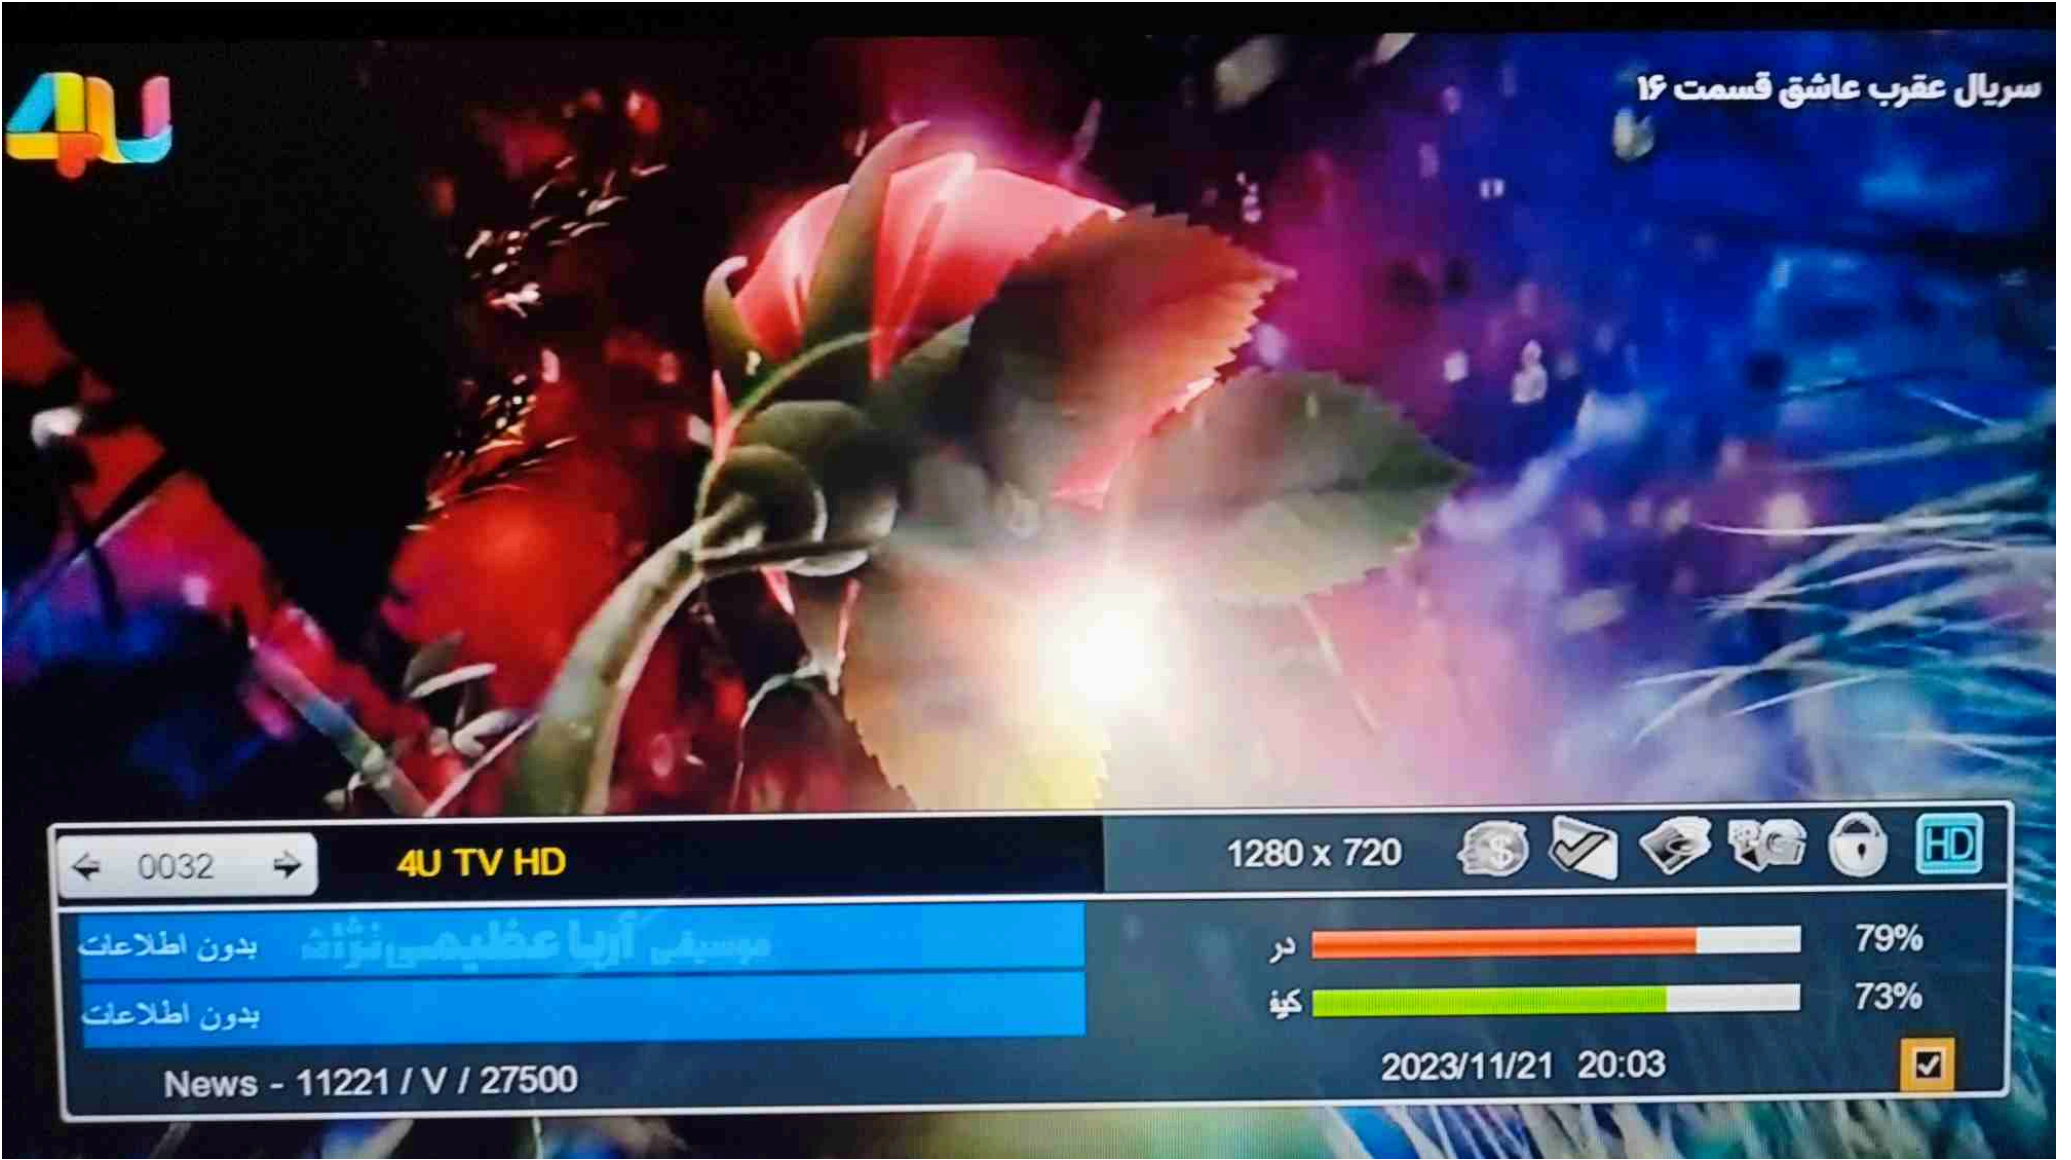 4U
سریال عقرب عاشق قسمت ۱۶
0032
4U TV HD
1280 x 720
$
HD
بدون اطلاعات
موسیقی آریا عظیمی‌نژاد
در
79%
بدون اطلاعات
کیف
73%
News - 11221 / V / 27500
2023/11/21 20:03